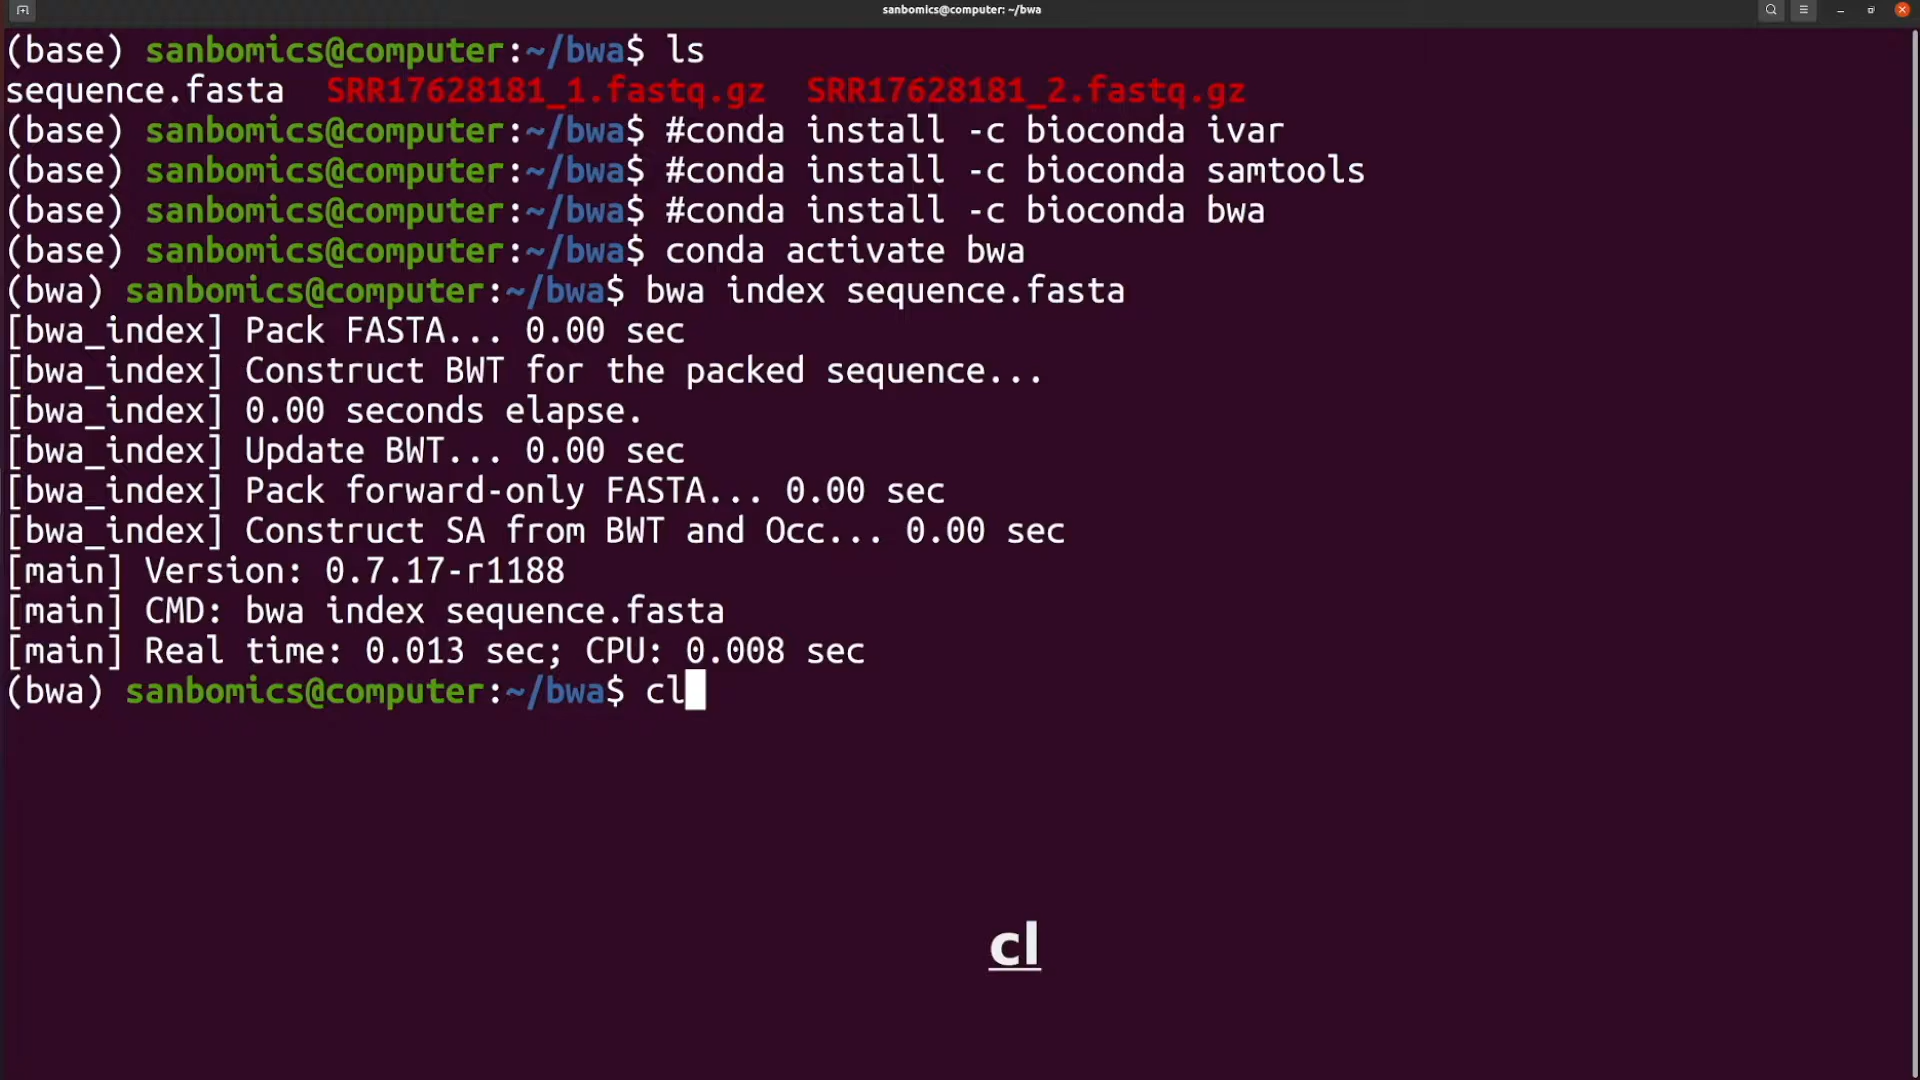 sanbomics@computer: ~/bwa
(base) sanbomics@computer:~/bwa$ ls
sequence.fasta  SRR17628181_1.fastq.gz  SRR17628181_2.fastq.gz
(base) sanbomics@computer:~/bwa$ #conda install -c bioconda ivar
(base) sanbomics@computer:~/bwa$ #conda install -c bioconda samtools
(base) sanbomics@computer:~/bwa$ #conda install -c bioconda bwa
(base) sanbomics@computer:~/bwa$ conda activate bwa
(bwa) sanbomics@computer:~/bwa$ bwa index sequence.fasta
[bwa_index] Pack FASTA... 0.00 sec
[bwa_index] Construct BWT for the packed sequence...
[bwa_index] 0.00 seconds elapse.
[bwa_index] Update BWT... 0.00 sec
[bwa_index] Pack forward-only FASTA... 0.00 sec
[bwa_index] Construct SA from BWT and Occ... 0.00 sec
[main] Version: 0.7.17-r1188
[main] CMD: bwa index sequence.fasta
[main] Real time: 0.013 sec; CPU: 0.008 sec
(bwa) sanbomics@computer:~/bwa$ cl
cl